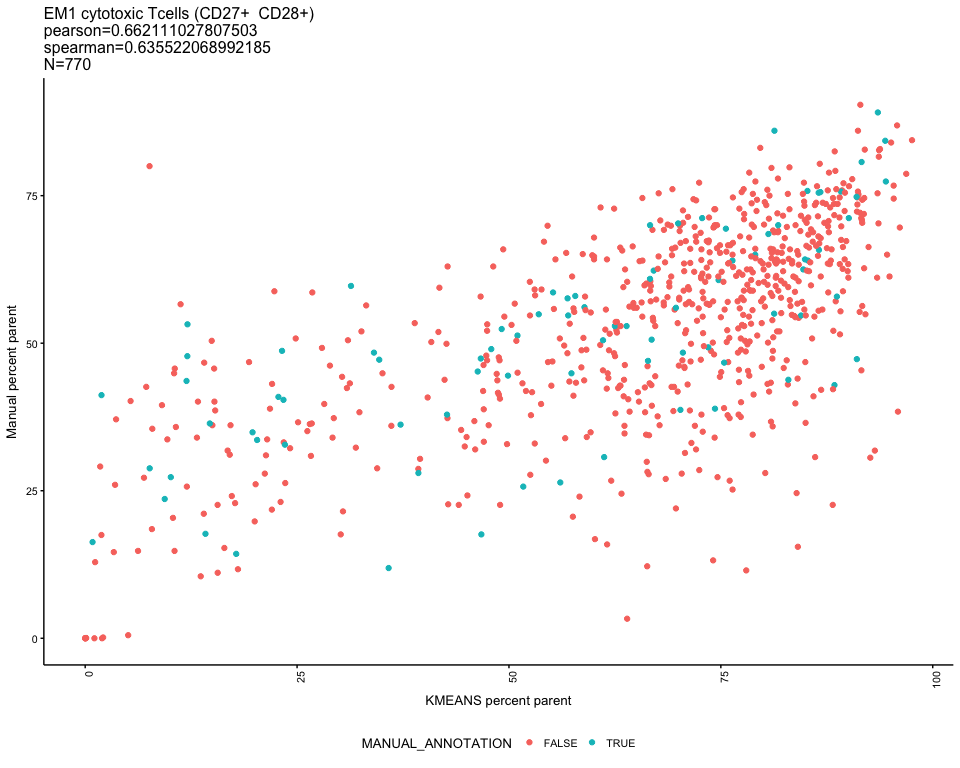 EM1 cytotoxic Tcells (CD27+  CD28+)
pearson=0.662111027807503
spearman=0.635522068992185
N=770
Manual percent parent
75
50
25
0
0
25
50
75
100
KMEANS percent parent
MANUAL_ANNOTATION FALSE TRUE